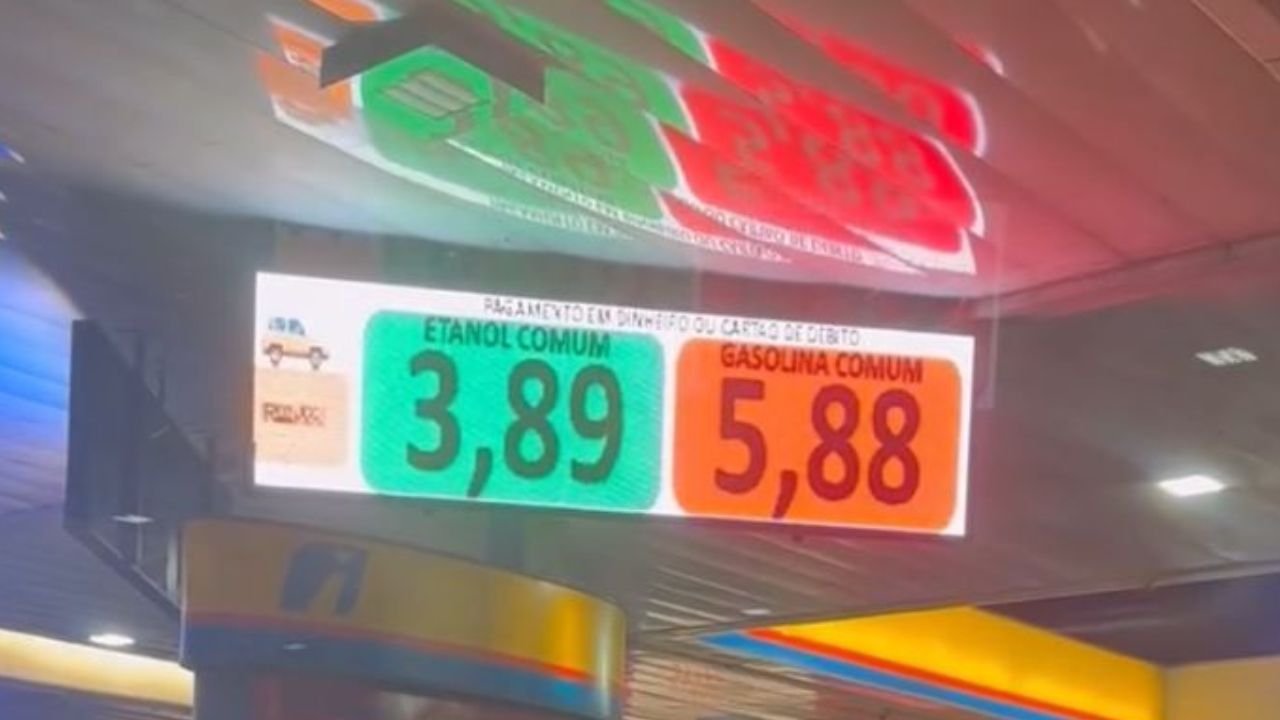 PAGAMENTO EM DINHEIRO OU CARTÃO DE DÉBITO
ETANOL COMUM
3,89
GASOLINA COMUM
5,88